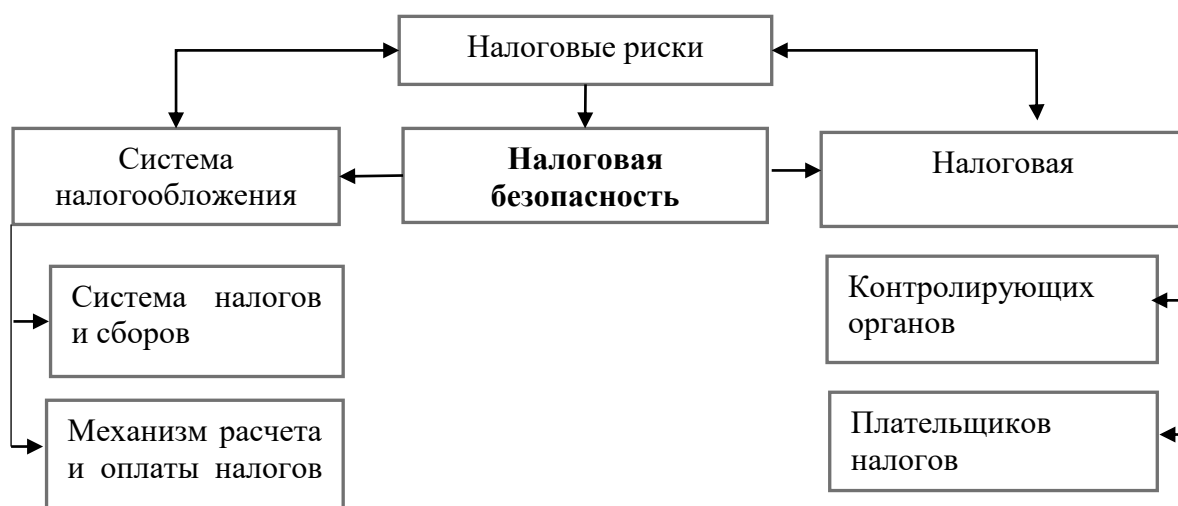 Налоговые риски
Система
налогообложения
Налоговая
безопасность
Налоговая
Система налогов
и сборов
Контролирующих
органов
Механизм расчета
и оплаты налогов
Плательщиков
налогов